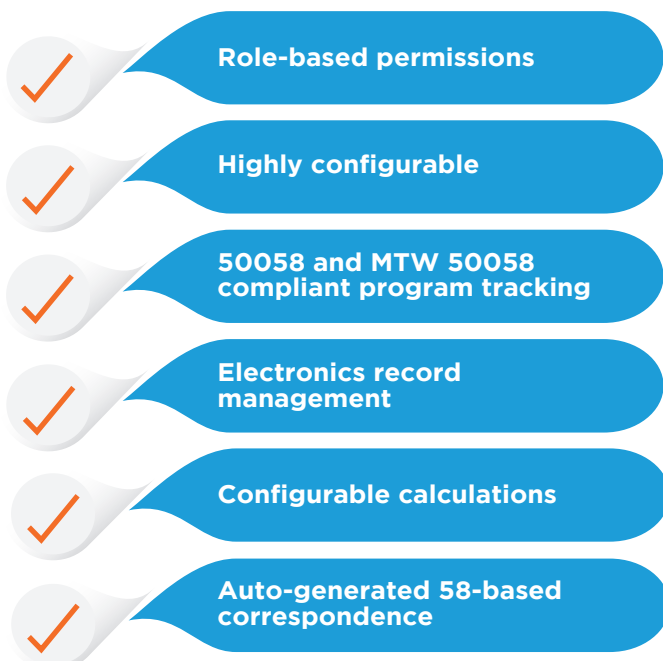 Role-based permissions
Highly configurable
50058 and MTW 50058
compliant program tracking
Electronics record
management
Configurable calculations
Auto-generated 58-based
correspondence